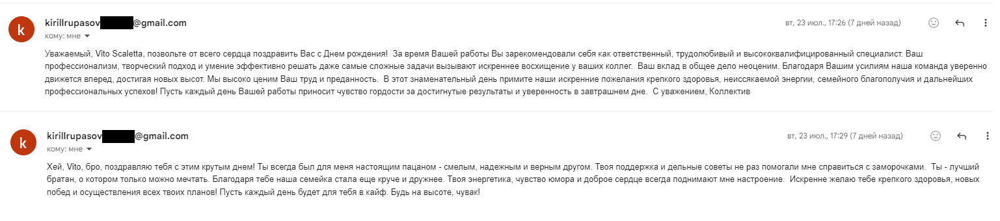 k
kirillrupasov @gmail.com
вт, 23 июл., 17:26 (7 дней назад)
кому: мне
Уважаемый, Vito Scaletta, позвольте от всего сердца поздравить Вас с Днем рождения!  За время Вашей работы Вы зарекомендовали себя как ответственный, трудолюбивый и высококвалифицированный специалист. Ваш
профессионализм, творческий подход и умение эффективно решать даже самые сложные задачи вызывают искреннее восхищение у ваших коллег.  Ваш вклад в общее дело неоценим. Благодаря Вашим усилиям наша команда уверенно
движется вперед, достигая новых высот. Мы высоко ценим Ваш труд и преданность.  В этот знаменательный день примите наши искренние пожелания крепкого здоровья, неиссякаемой энергии, семейного благополучия и дальнейших
профессиональных успехов! Пусть каждый день Вашей работы приносит чувство гордости за достигнутые результаты и уверенность в завтрашнем дне.  С уважением, Коллектив
k
kirillrupasov @gmail.com
вт, 23 июл., 17:29 (7 дней назад)
кому: мне
Хей, Vito, бро, поздравляю тебя с этим крутым днем! Ты всегда был для меня настоящим пацаном - смелым, надежным и верным другом. Твоя поддержка и дельные советы не раз помогали мне справиться с заморочками.  Ты - лучший
братан, о котором только можно мечтать. Благодаря тебе наша семейка стала еще круче и дружнее. Твоя энергетика, чувство юмора и доброе сердце всегда поднимают мне настроение.  Искренне желаю тебе крепкого здоровья, новых
побед и осуществления всех твоих планов! Пусть каждый день будет для тебя в кайф. Будь на высоте, чувак!